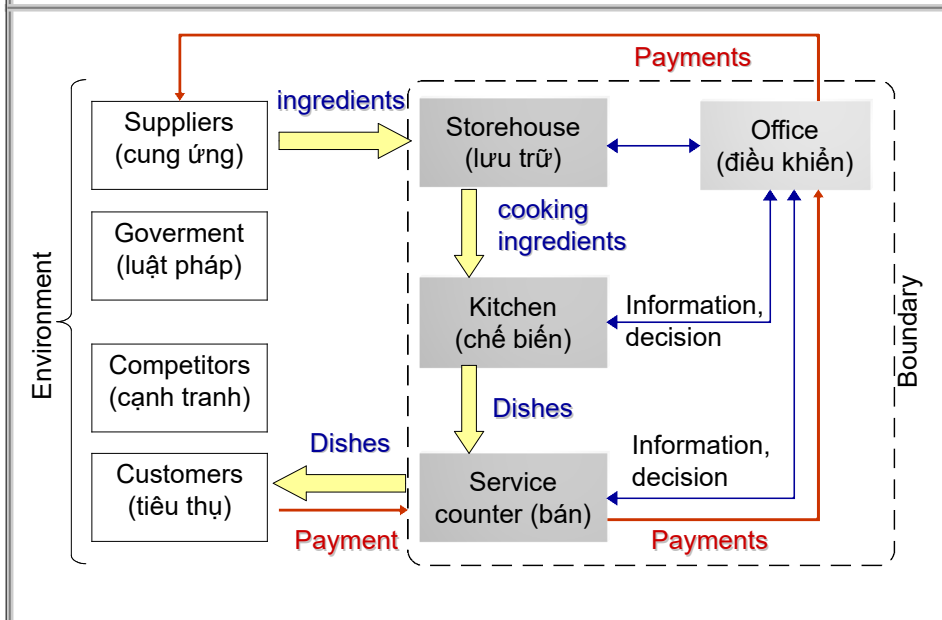 Payments
ingredients
Suppliers
(cung ứng)
Storehouse
(lưu trữ)
Office
(điều khiển)
cooking
ingredients
Goverment
(luật pháp)
Environment
Kitchen
(chế biến)
Information,
decision
Boundary
Competitors
(cạnh tranh)
Dishes
Dishes
Information,
decision
Customers
(tiêu thụ)
Service
counter (bán)
Payment
Payments